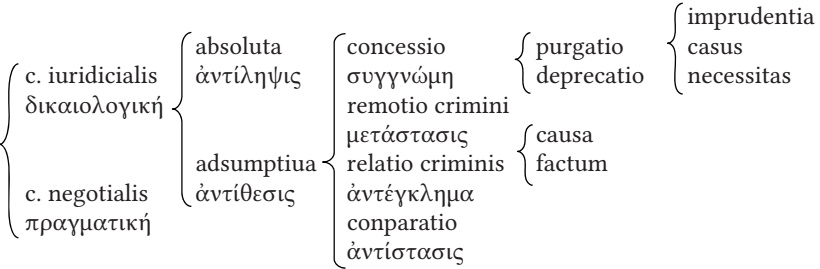 c. iuridicialis
δικαιολογική
c. negotialis
πραγματική
absoluta
ἀντίληψις
adsumptiua
ἀντίθεσις
concessio
συγγνώμη
remotio crimini
μετάστασις
relatio criminis
ἀντέγκλημα
conparatio
ἀντίστασις
purgatio
deprecatio
causa
factum
imprudentia
casus
necessitas